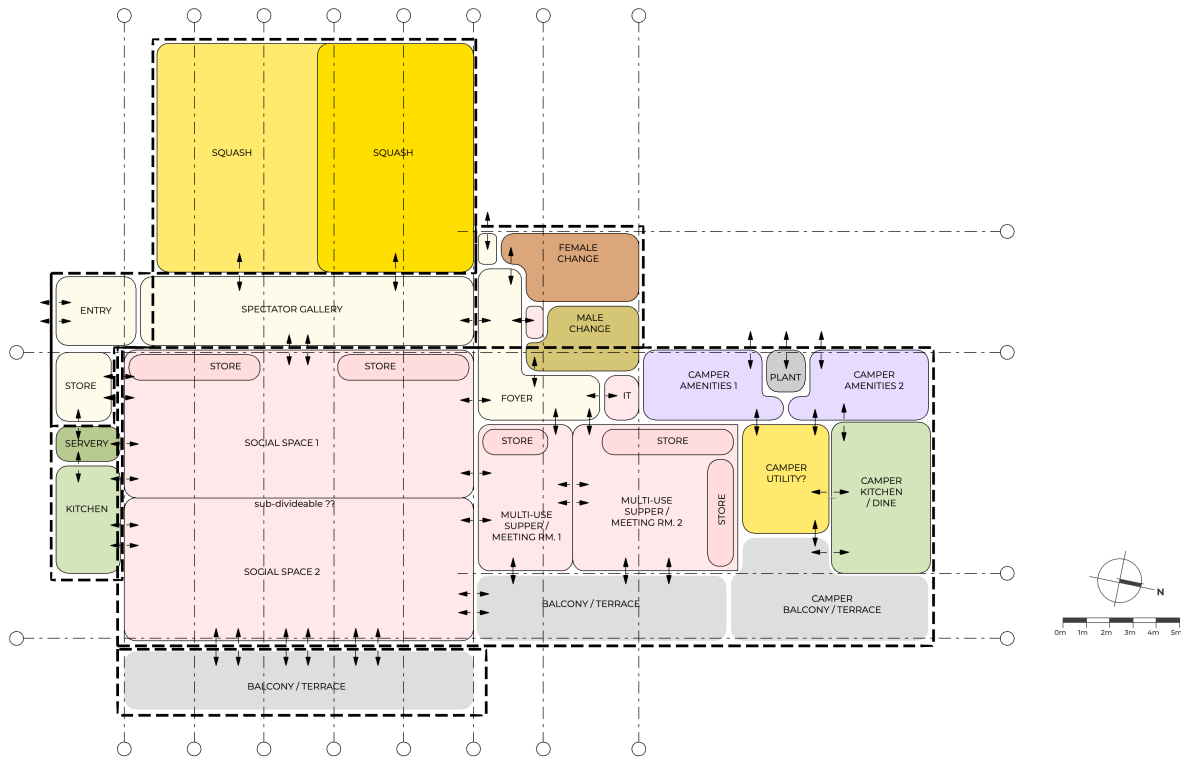 SQUASH
SQUASH
FEMALE
CHANGE
ENTRY
SPECTATOR GALLERY
MALE
CHANGE
STORE
STORE
STORE
CAMPER
AMENITIES 1
PLANT
CAMPER
AMENITIES 2
FOYER
IT
SERVERY
SOCIAL SPACE 1
STORE
STORE
CAMPER
UTILITY?
CAMPER
KITCHEN
/ DINE
STORE
KITCHEN
sub-divideable ??
MULTI-USE
SUPPER /
MEETING RM. 1
MULTI-USE
SUPPER /
MEETING RM. 2
SOCIAL SPACE 2
BALCONY / TERRACE
CAMPER
BALCONY / TERRACE
BALCONY / TERRACE
N
0m 1m 2m 3m 4m 5m